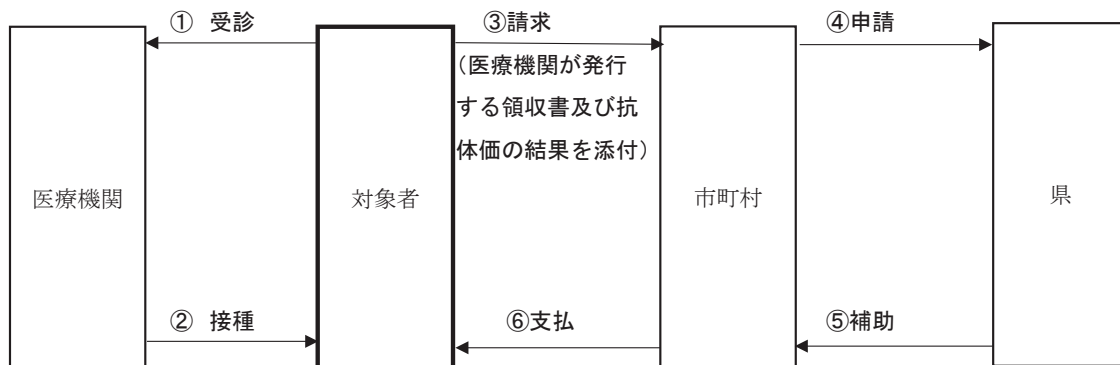 ① 受診
③請求
④申請
（医療機関が発行
する領収書及び抗
体価の結果を添付）
医療機関
対象者
市町村
県
② 接種
⑥支払
⑤補助